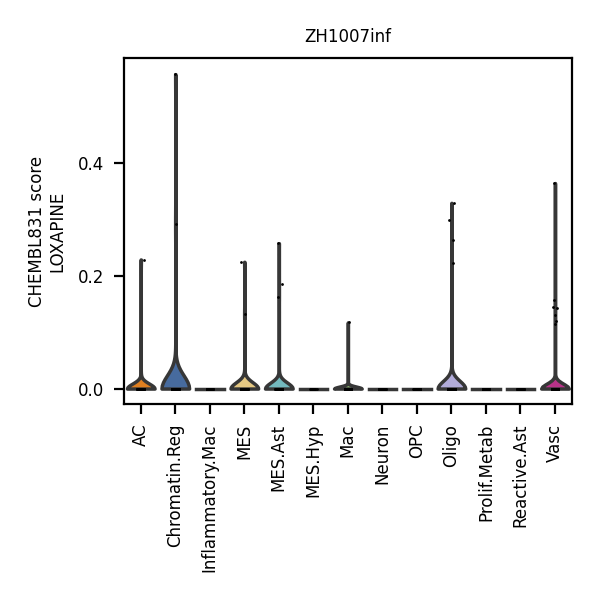 ZH1007inf
CHEMBL831 score
LOXAPINE
0.4
0.2
0.0
AC
Chromatin.Reg
Inflammatory.Mac
MES
MES.Ast
MES.Hyp
Mac
Neuron
OPC
Oligo
Prolif.Metab
Reactive.Ast
Vasc